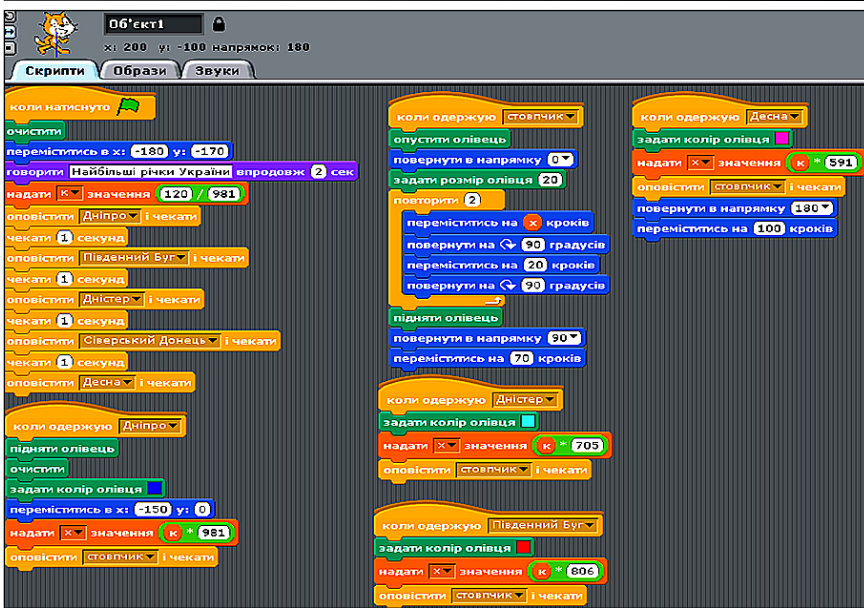 Об'єкт1
x: 200 y: -100 напрямок: 180
Скрипти Образи Звуки
коли натиснуто
очистити
переміститись в x: -180 y: -170
говорити Найбільші річки України впродовж 2 сек
надати к значення 120 / 981
оповістити Дніпро і чекати
чекати 1 секунд
оповістити Південний Буг і чекати
чекати 1 секунд
оповістити Дністер і чекати
чекати 1 секунд
оповістити Сіверський Донець і чекати
чекати 1 секунд
оповістити Десна і чекати
коли одержую Дніпро
підняти олівець
очистити
задати колір олівця
переміститись в x: -150 y: 0
надати x значення к * 981
оповістити стовпчик і чекати
коли одержую стовпчик
опустити олівець
повернути в напрямку 0
задати розмір олівця 20
повторити 2
переміститись на x кроків
повернути на 90 градусів
переміститись на 20 кроків
повернути на 90 градусів
підняти олівець
повернути в напрямку 90
переміститись на 70 кроків
коли одержую Дністер
задати колір олівця
надати x значення к * 705
оповістити стовпчик і чекати
коли одержую Південний Буг
задати колір олівця
надати x значення к * 806
оповістити стовпчик і чекати
коли одержую Десна
задати колір олівця
надати x значення к * 591
оповістити стовпчик і чекати
повернути в напрямку 180
переміститись на 100 кроків